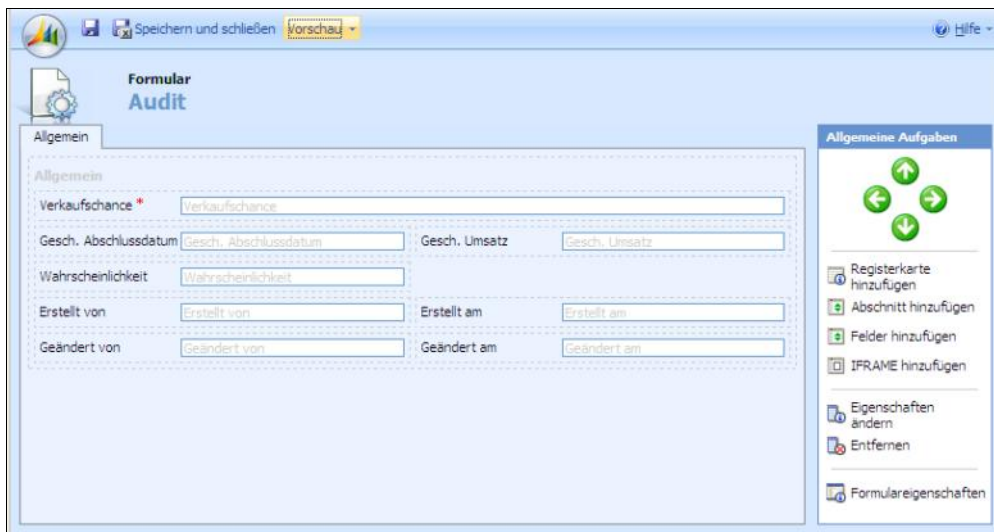 Speichern und schließen Vorschau
Hilfe
Formular
Audit
Allgemein
Allgemein
Verkaufschance * Verkaufschance
Gesch. Abschlussdatum Gesch. Abschlussdatum Gesch. Umsatz Gesch. Umsatz
Wahrscheinlichkeit Wahrscheinlichkeit
Erstellt von Erstellt von Erstellt am Erstellt am
Geändert von Geändert von Geändert am Geändert am
Allgemeine Aufgaben
Registerkarte
hinzufügen
Abschnitt hinzufügen
Felder hinzufügen
IFRAME hinzufügen
Eigenschaften
ändern
Entfernen
Formulareigenschaften